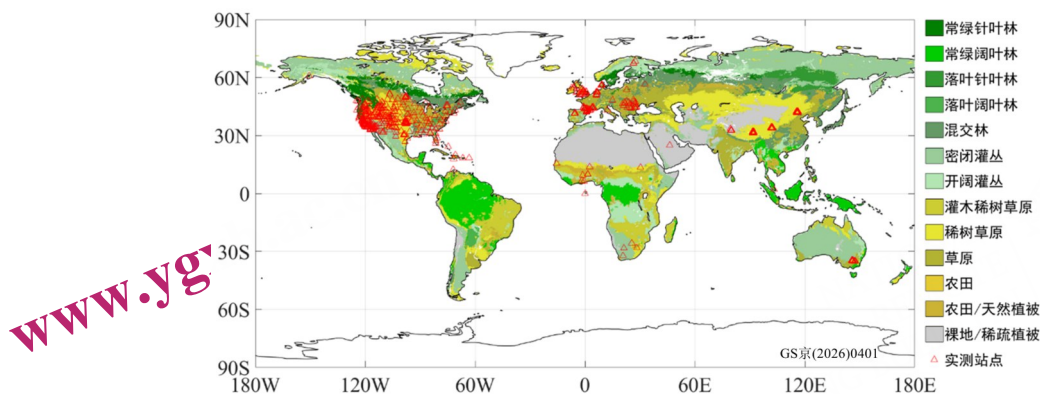 90N
60N
30N
0
30S
60S
90S
180W
120W
60W
0
60E
120E
180E
GS京(2026)0401
常绿针叶林
常绿阔叶林
落叶针叶林
落叶阔叶林
混交林
密闭灌丛
开阔灌丛
灌木稀树草原
稀树草原
草原
农田
农田/天然植被
裸地/稀疏植被
实测站点
www.yg